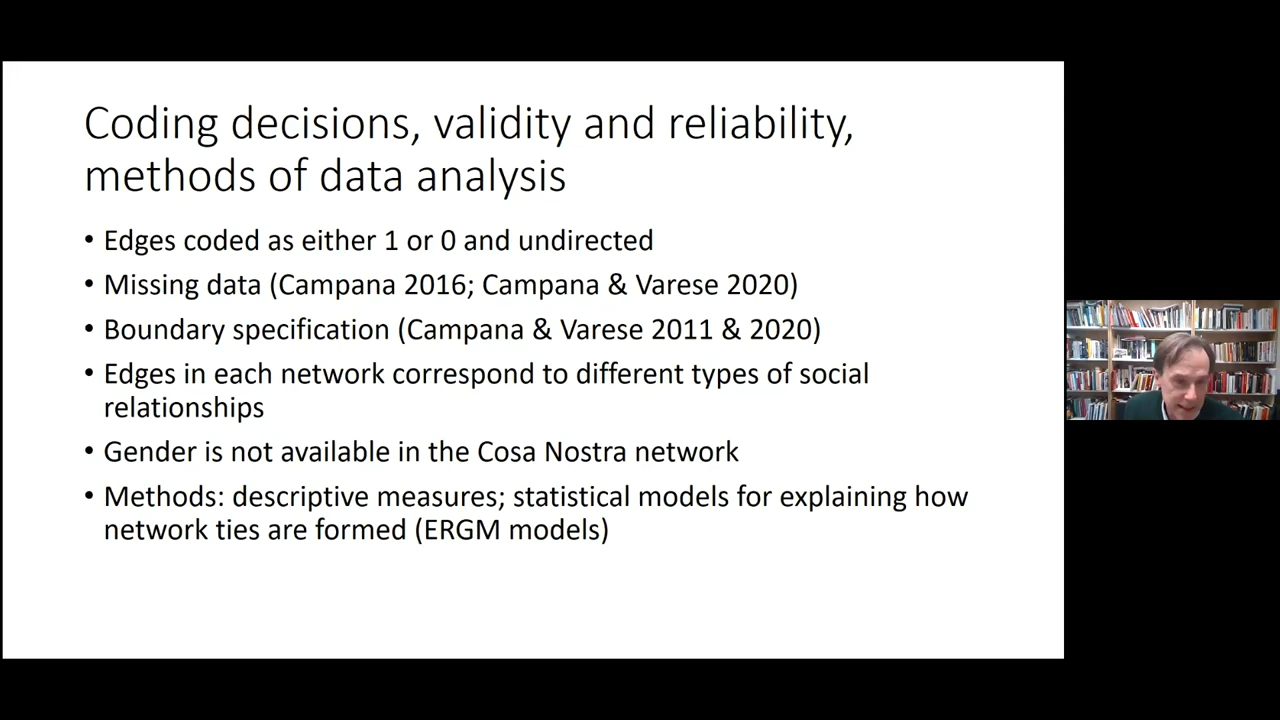 Coding decisions, validity and reliability,
methods of data analysis
• Edges coded as either 1 or 0 and undirected
• Missing data (Campana 2016; Campana & Varese 2020)
• Boundary specification (Campana & Varese 2011 & 2020)
• Edges in each network correspond to different types of social
relationships
• Gender is not available in the Cosa Nostra network
• Methods: descriptive measures; statistical models for explaining how
network ties are formed (ERGM models)